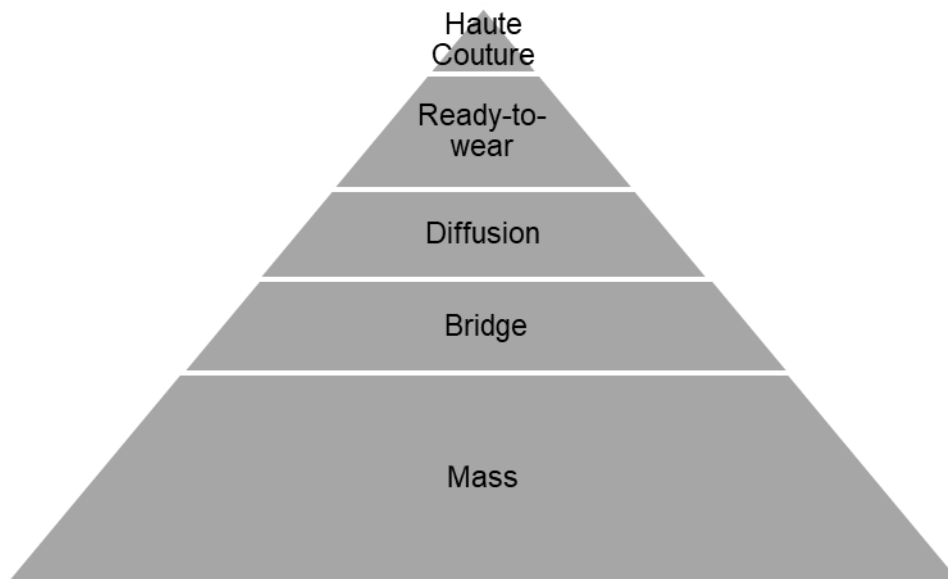 Haute
Couture
Ready-to-
wear
Diffusion
Bridge
Mass